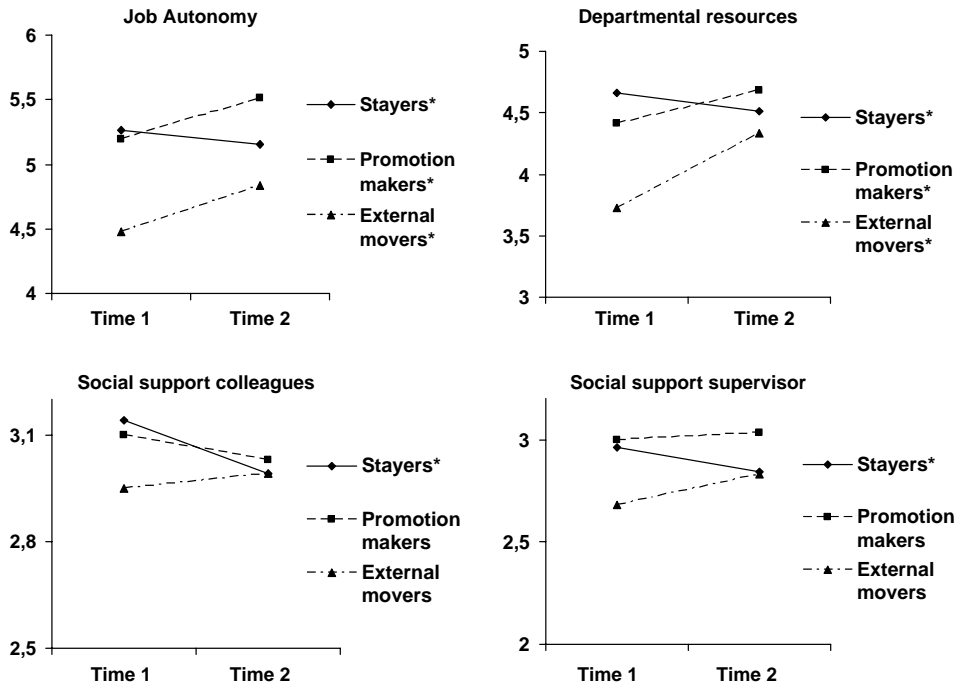 Job Autonomy
6
5,5
5
4,5
4
Time 1 Time 2
Stayers*
Promotion
makers*
External
movers*
Departmental resources
5
4,5
4
3,5
3
Time 1 Time 2
Stayers*
Promotion
makers*
External
movers*
Social support colleagues
3,1
2,8
2,5
Time 1 Time 2
Stayers*
Promotion
makers
External
movers
Social support supervisor
3
2,5
2
Time 1 Time 2
Stayers*
Promotion
makers
External
movers